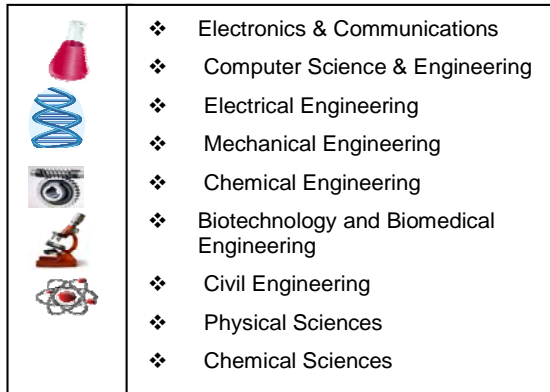 ❖ Electronics & Communications
❖ Computer Science & Engineering
❖ Electrical Engineering
❖ Mechanical Engineering
❖ Chemical Engineering
❖ Biotechnology and Biomedical
Engineering
❖ Civil Engineering
❖ Physical Sciences
❖ Chemical Sciences